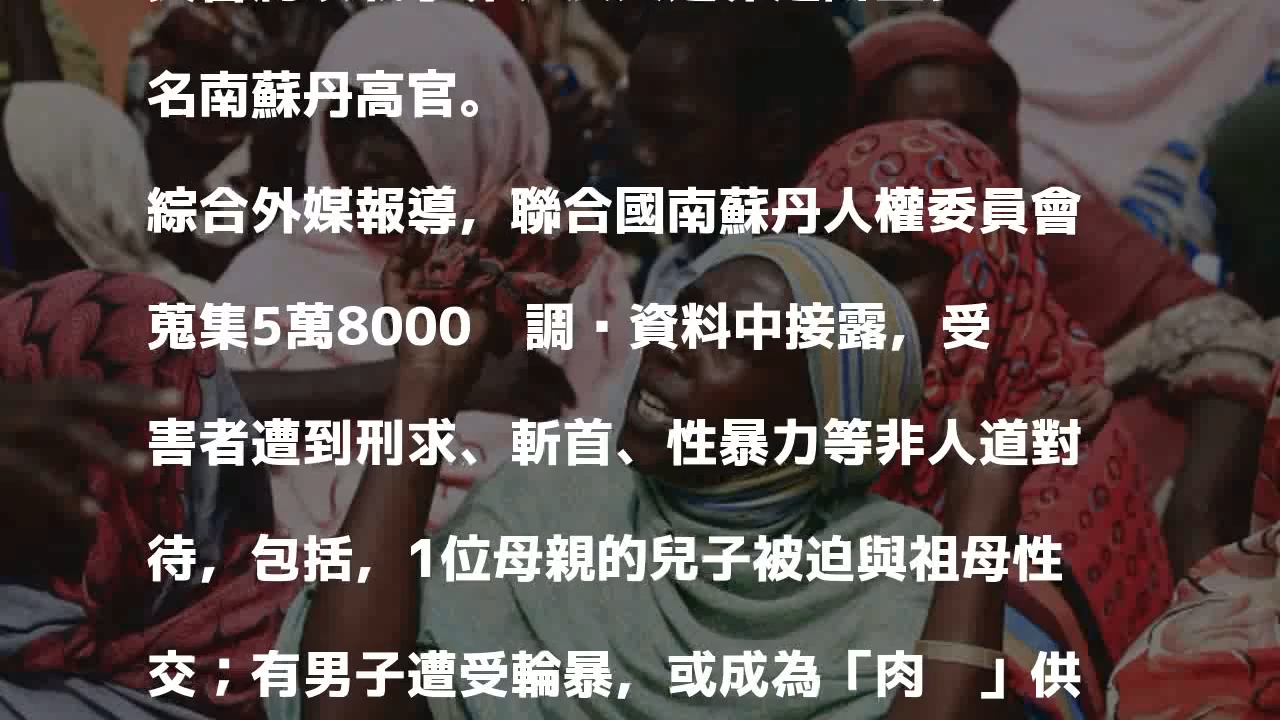 名南蘇丹高官。
綜合外媒報導，聯合國南蘇丹人權委員會
蒐集5萬8000　調·資料中接露，受
害者遭到刑求、斬首、性暴力等非人道對
待，包括，1位母親的兒子被迫與祖母性
交；有男子遭受輪暴，或成為「肉　」供